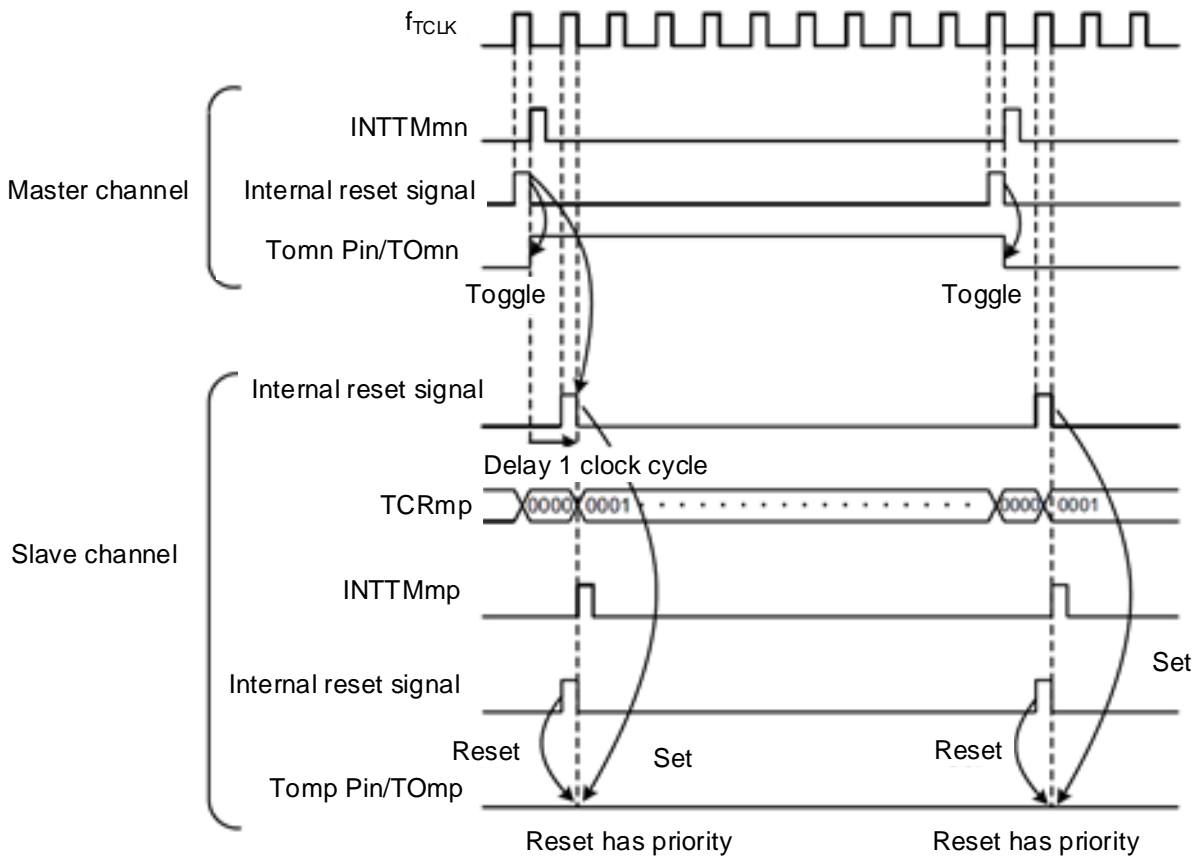 fTCLK
INTTMmn
Master channel
Internal reset signal
Tomn Pin/TOmn
Toggle
Toggle
Internal reset signal
Delay 1 clock cycle
TCRmp
0000
0001
0000
0001
Slave channel
INTTMmp
Set
Internal reset signal
Reset
Set
Reset
Tomp Pin/TOmp
Reset has priority
Reset has priority